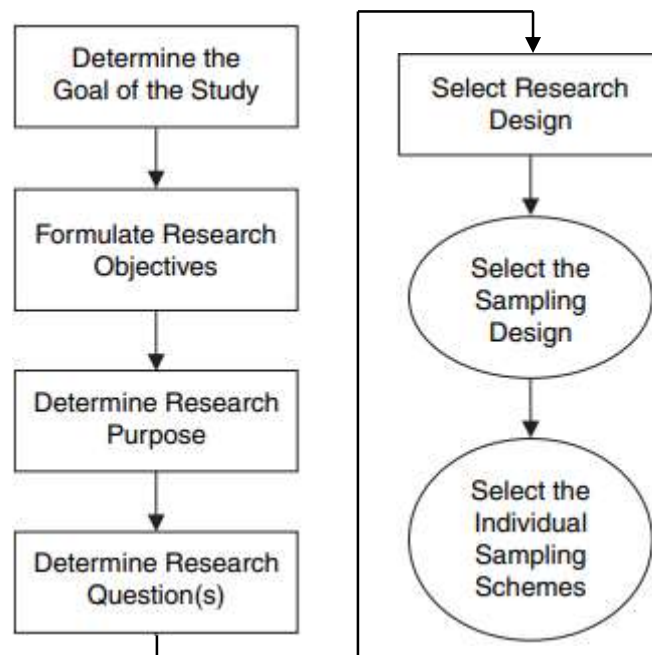 Determine the
Goal of the Study
Formulate Research
Objectives
Determine Research
Purpose
Determine Research
Question(s)
Select Research
Design
Select the
Sampling
Design
Select the
Individual
Sampling
Schemes